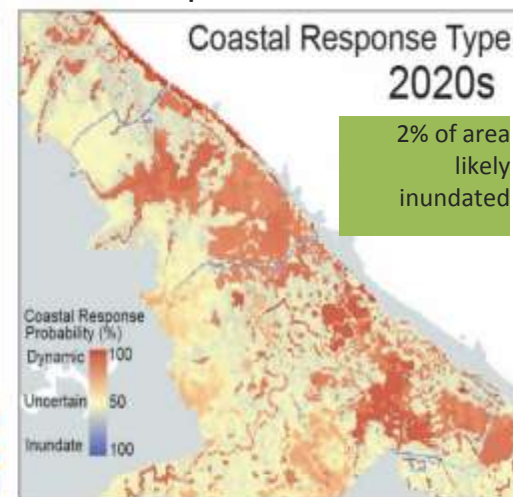 Coastal Response Type
2020s
2% of area
likely
inundated
Coastal Response
Probability (%)
Dynamic 100
Uncertain 50
Inundate 100